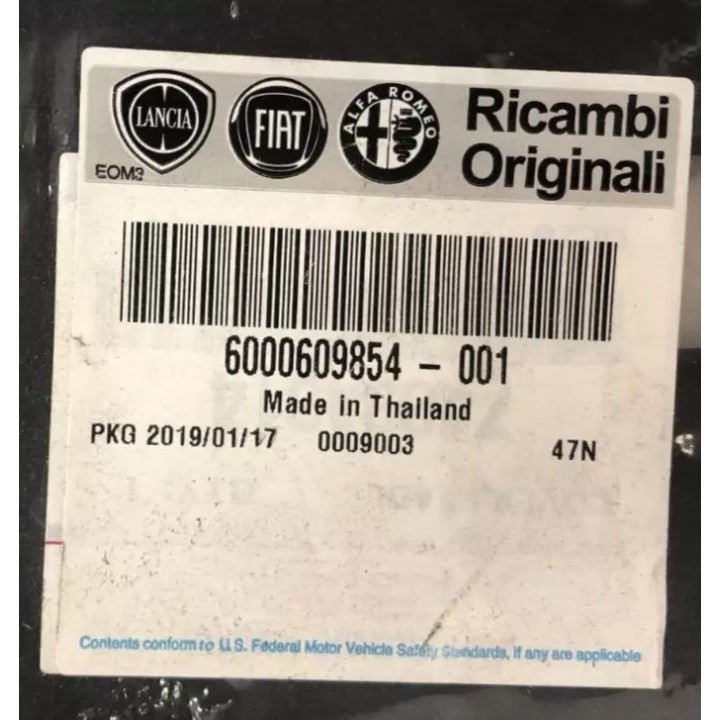 LANCIA
FIAT
ALFA ROMEO
Ricambi
Originali
EOM3
6000609854 - 001
Made in Thailand
PKG 2019/01/17 0009003 47N
Contents conform to U.S. Federal Motor Vehicle Safety Standards, if any are applicable